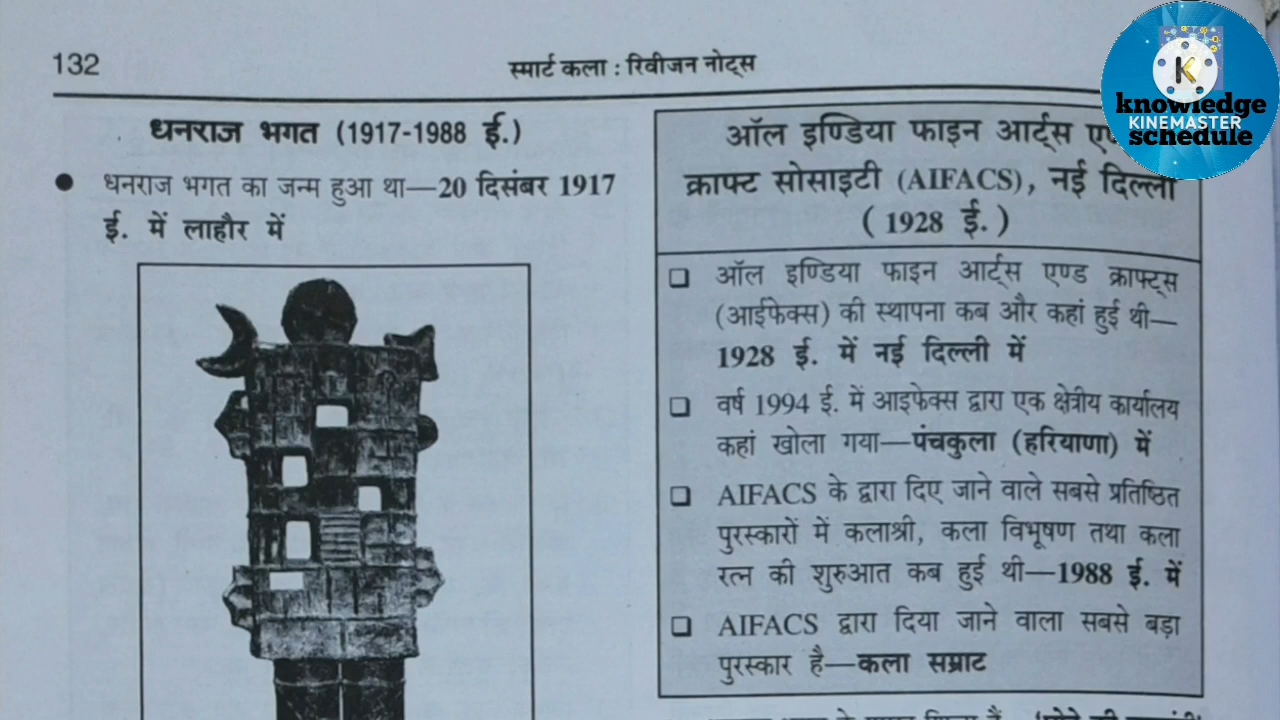 132
स्मार्ट कला : रिवीजन नोट्स
knowledge
KINEMASTER
schedule
धनराज भगत (1917-1988 ई.)
● धनराज भगत का जन्म हुआ था—20 दिसंबर 1917
ई. में लाहौर में
ऑल इण्डिया फाइन आर्ट्स
क्राफ्ट सोसाइटी (AIFACS), नई दिल्ली
( 1928 ई. )
❑ ऑल इण्डिया फाइन आर्ट्स एण्ड क्राफ्ट्स
(आईफेक्स) की स्थापना कब और कहां हुई थी—
1928 ई. में नई दिल्ली में
❑ वर्ष 1994 ई. में आइफेक्स द्वारा एक क्षेत्रीय कार्यालय
कहां खोला गया—पंचकुला (हरियाणा) में
❑ AIFACS के द्वारा दिए जाने वाले सबसे प्रतिष्ठित
पुरस्कारों में कलाश्री, कला विभूषण तथा कला
रत्न की शुरुआत कब हुई थी—1988 ई. में
❑ AIFACS द्वारा दिया जाने वाला सबसे बड़ा
पुरस्कार है—कला सम्राट